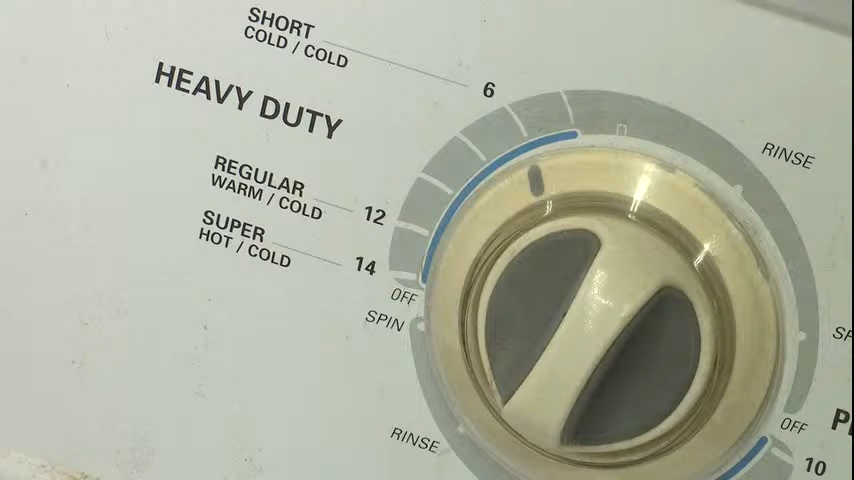 SHORT
COLD / COLD
6
HEAVY DUTY
RINSE
REGULAR
WARM / COLD
12
SUPER
HOT / COLD
14
OFF
SPIN
RINSE
OFF
10